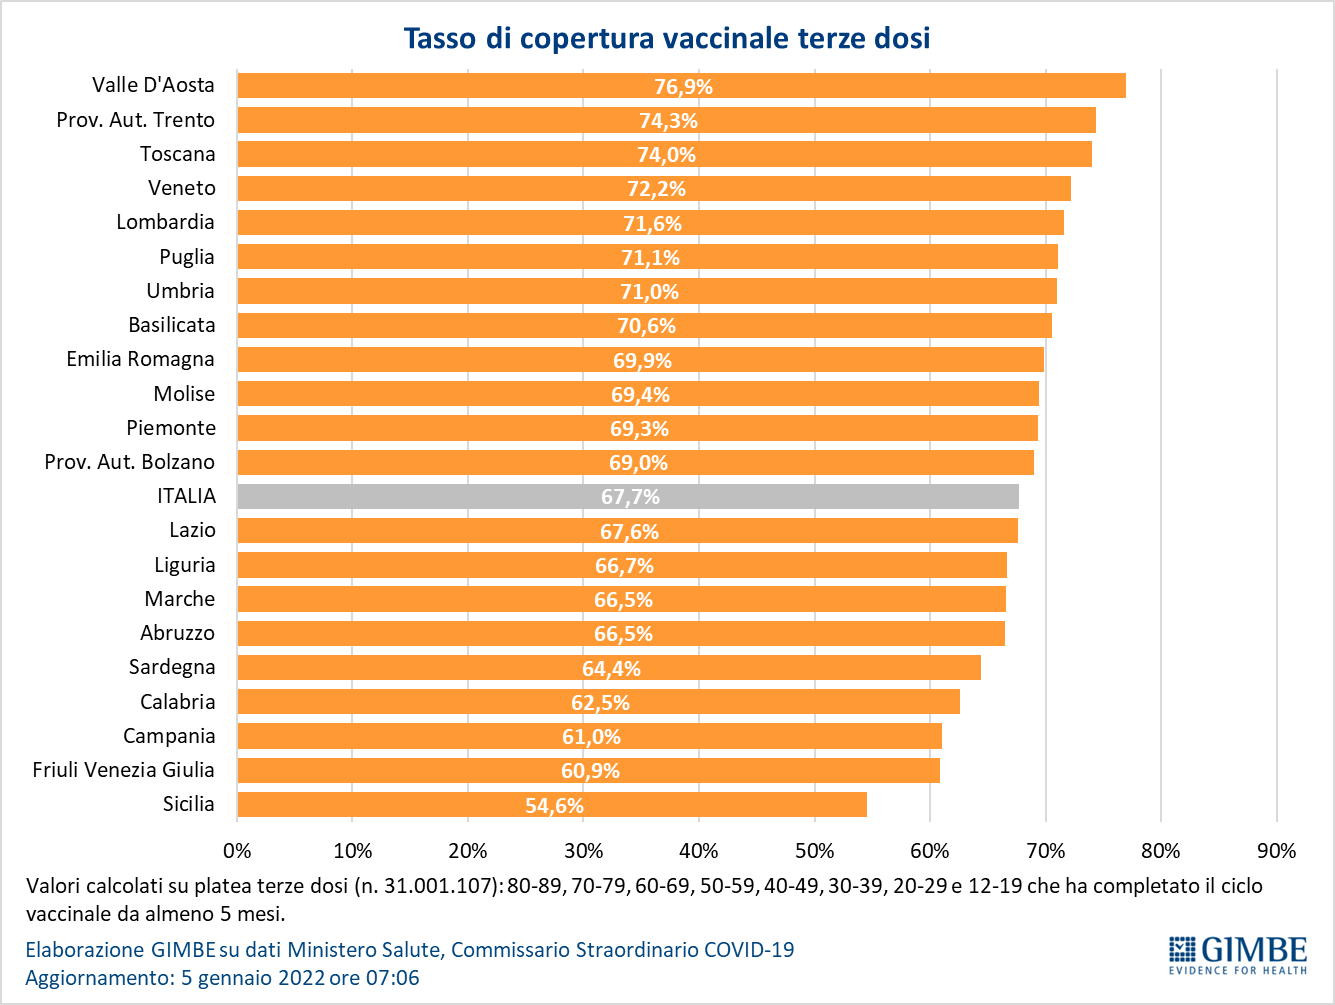 Tasso di copertura vaccinale terze dosi
Valle D'Aosta 76,9%
Prov. Aut. Trento 74,3%
Toscana 74,0%
Veneto 72,2%
Lombardia 71,6%
Puglia 71,1%
Umbria 71,0%
Basilicata 70,6%
Emilia Romagna 69,9%
Molise 69,4%
Piemonte 69,3%
Prov. Aut. Bolzano 69,0%
ITALIA 67,7%
Lazio 67,6%
Liguria 66,7%
Marche 66,5%
Abruzzo 66,5%
Sardegna 64,4%
Calabria 62,5%
Campania 61,0%
Friuli Venezia Giulia 60,9%
Sicilia 54,6%
0% 10% 20% 30% 40% 50% 60% 70% 80% 90%
Valori calcolati su platea terze dosi (n. 31.001.107): 80-89, 70-79, 60-69, 50-59, 40-49, 30-39, 20-29 e 12-19 che ha completato il ciclo
vaccinale da almeno 5 mesi.
Elaborazione GIMBE su dati Ministero Salute, Commissario Straordinario COVID-19
Aggiornamento: 5 gennaio 2022 ore 07:06
GIMBE
EVIDENCE FOR HEALTH